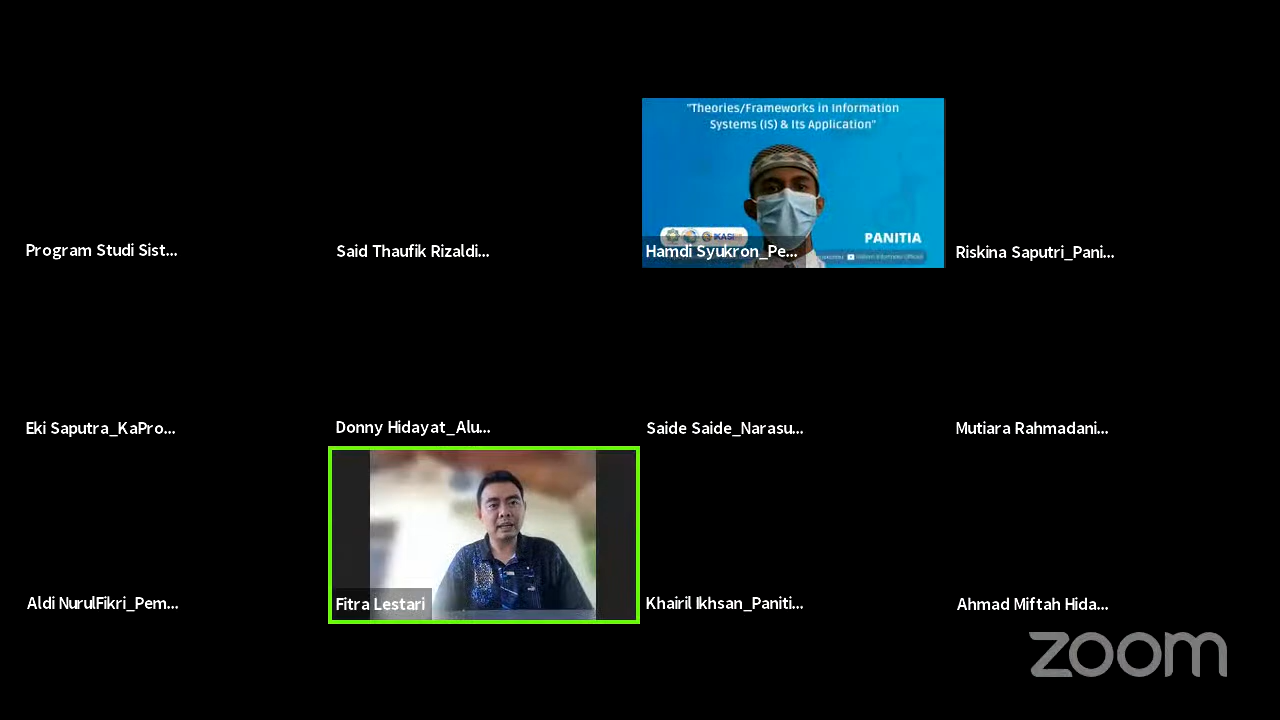 "Theories/Frameworks in Information
Systems (IS) & Its Application"
IKASI
PANITIA
Program Studi Sist...
Said Thaufik Rizaldi...
Hamdi Syukron_Pe...
Riskina Saputri_Pani...
Eki Saputra_KaPro...
Donny Hidayat_Alu...
Saide Saide_Narasu...
Mutiara Rahmadani...
Aldi NurulFikri_Pem...
Fitra Lestari
Khairil Ikhsan_Paniti...
Ahmad Miftah Hida...
zoom